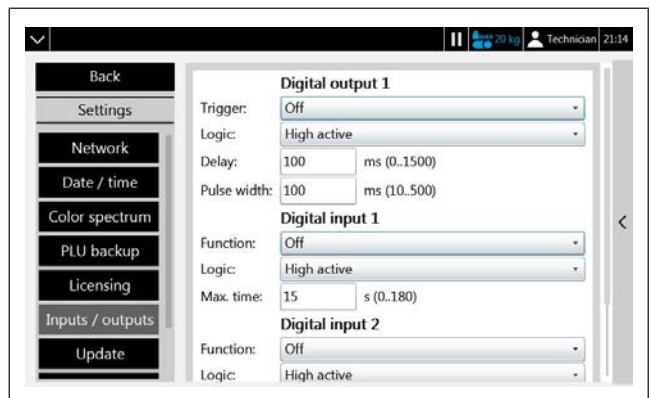 MAX 20 kg Technician 21:14
Back
Settings
Network
Date / time
Color spectrum
PLU backup
Licensing
Inputs / outputs
Update
Digital output 1
Trigger: Off
Logic: High active
Delay: 100 ms (0..1500)
Pulse width: 100 ms (10..500)
Digital input 1
Function: Off
Logic: High active
Max. time: 15 s (0..180)
Digital input 2
Function: Off
Logic: High active